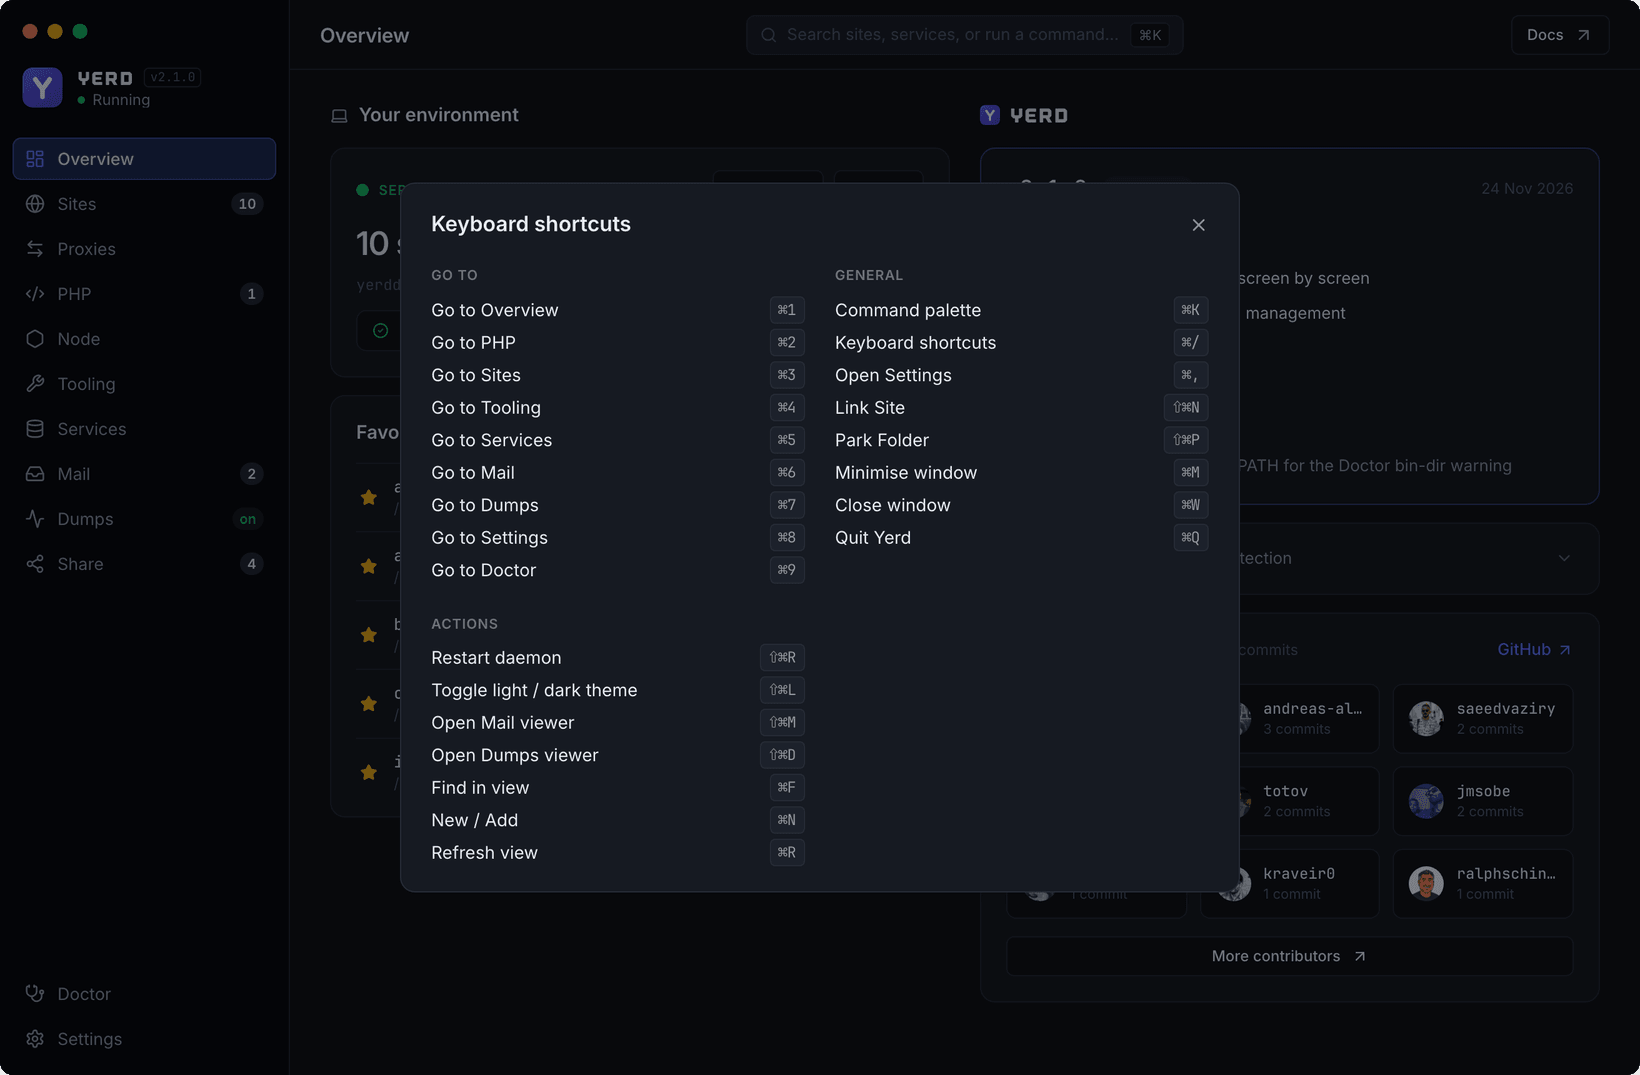 Overview
Search sites, services, or run a command... ⌘K
Docs
YERD v2.1.0
Running
Overview
Sites 10
Proxies
PHP 1
Node
Tooling
Services
Mail 2
Dumps on
Share 4
Doctor
Settings
Your environment
10
Favo
YERD
24 Nov 2026
screen by screen
management
PATH for the Doctor bin-dir warning
tection
commits
GitHub
andreas-al…
3 commits
saeedvaziry
2 commits
totov
2 commits
jmsobe
2 commits
1 commit
kraveir0
1 commit
ralphschin…
1 commit
More contributors
Keyboard shortcuts
GO TO
Go to Overview ⌘1
Go to PHP ⌘2
Go to Sites ⌘3
Go to Tooling ⌘4
Go to Services ⌘5
Go to Mail ⌘6
Go to Dumps ⌘7
Go to Settings ⌘8
Go to Doctor ⌘9
ACTIONS
Restart daemon ⇧⌘R
Toggle light / dark theme ⇧⌘L
Open Mail viewer ⇧⌘M
Open Dumps viewer ⇧⌘D
Find in view ⌘F
New / Add ⌘N
Refresh view ⌘R
GENERAL
Command palette ⌘K
Keyboard shortcuts ⌘/
Open Settings ⌘,
Link Site ⇧⌘N
Park Folder ⇧⌘P
Minimise window ⌘M
Close window ⌘W
Quit Yerd ⌘Q